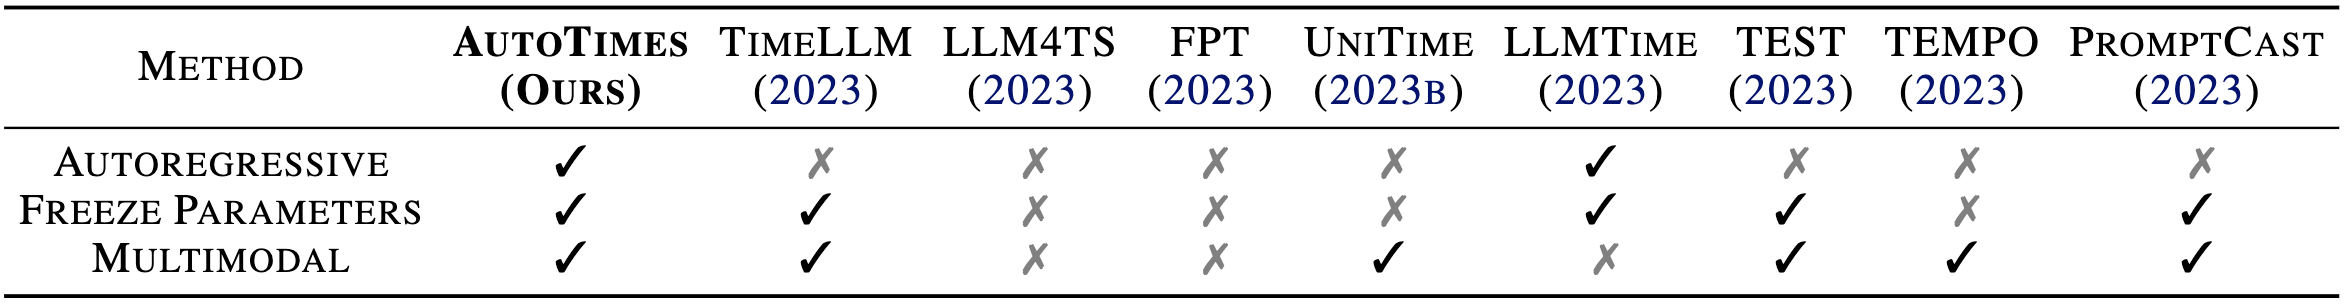 METHOD AUTOTIMES (OURS) TIMELLM (2023) LLM4TS (2023) FPT (2023) UNITIME (2023B) LLMTIME (2023) TEST (2023) TEMPO (2023) PROMPTCAST (2023)
AUTOREGRESSIVE ✓ ✗ ✗ ✗ ✗ ✓ ✗ ✗ ✗
FREEZE PARAMETERS ✓ ✓ ✗ ✗ ✗ ✓ ✓ ✗ ✓
MULTIMODAL ✓ ✓ ✗ ✗ ✓ ✗ ✓ ✓ ✓